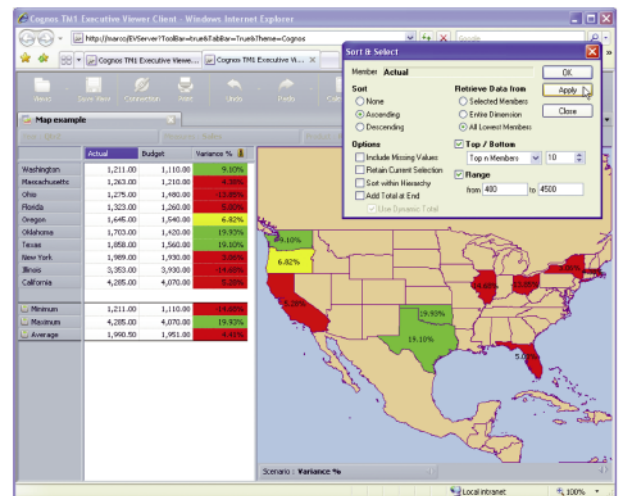 Cognos TM1 Executive Viewer Client - Windows Internet Explorer
http://marco/EVServer?ToolBar=true&TabBar=True&Theme=Cognos
Google
Cognos TM1 Executive Viewe...
Cognos TM1 Executive Vi...
Views
Save View
Connection
Print
Undo
Redo
Map example
Actual
Budget
Variance %
Washington 1,211.00 1,110.00 9.10%
Massachusetts 1,263.00 1,210.00 4.38%
Ohio 1,275.00 1,480.00 -13.85%
Florida 1,323.00 1,260.00 5.00%
Oregon 1,645.00 1,540.00 6.82%
Oklahoma 1,703.00 1,420.00 19.93%
Texas 1,858.00 1,560.00 19.10%
New York 1,989.00 1,930.00 3.06%
Illinois 3,353.00 3,930.00 -14.68%
California 4,285.00 4,070.00 5.28%
Minimum 1,211.00 1,110.00 -14.68%
Maximum 4,285.00 4,070.00 19.93%
Average 1,990.50 1,951.00 4.41%
Sort & Select
Member Actual
OK
Sort
Retrieve Data from
Apply
None
Selected Members
Ascending
Entire Dimension
Close
Descending
All Lowest Members
Options
Top / Bottom
Include Missing Values
Top n Members
10
Retain Current Selection
Range
Sort within Hierarchy
from 400 to 4500
Add Total at End
Use Dynamic Total
9.10%
6.82%
3.06%
-14.68%
-13.85%
5.28%
19.93%
19.10%
5.00%
Scenario : Variance %
Local intranet
100%